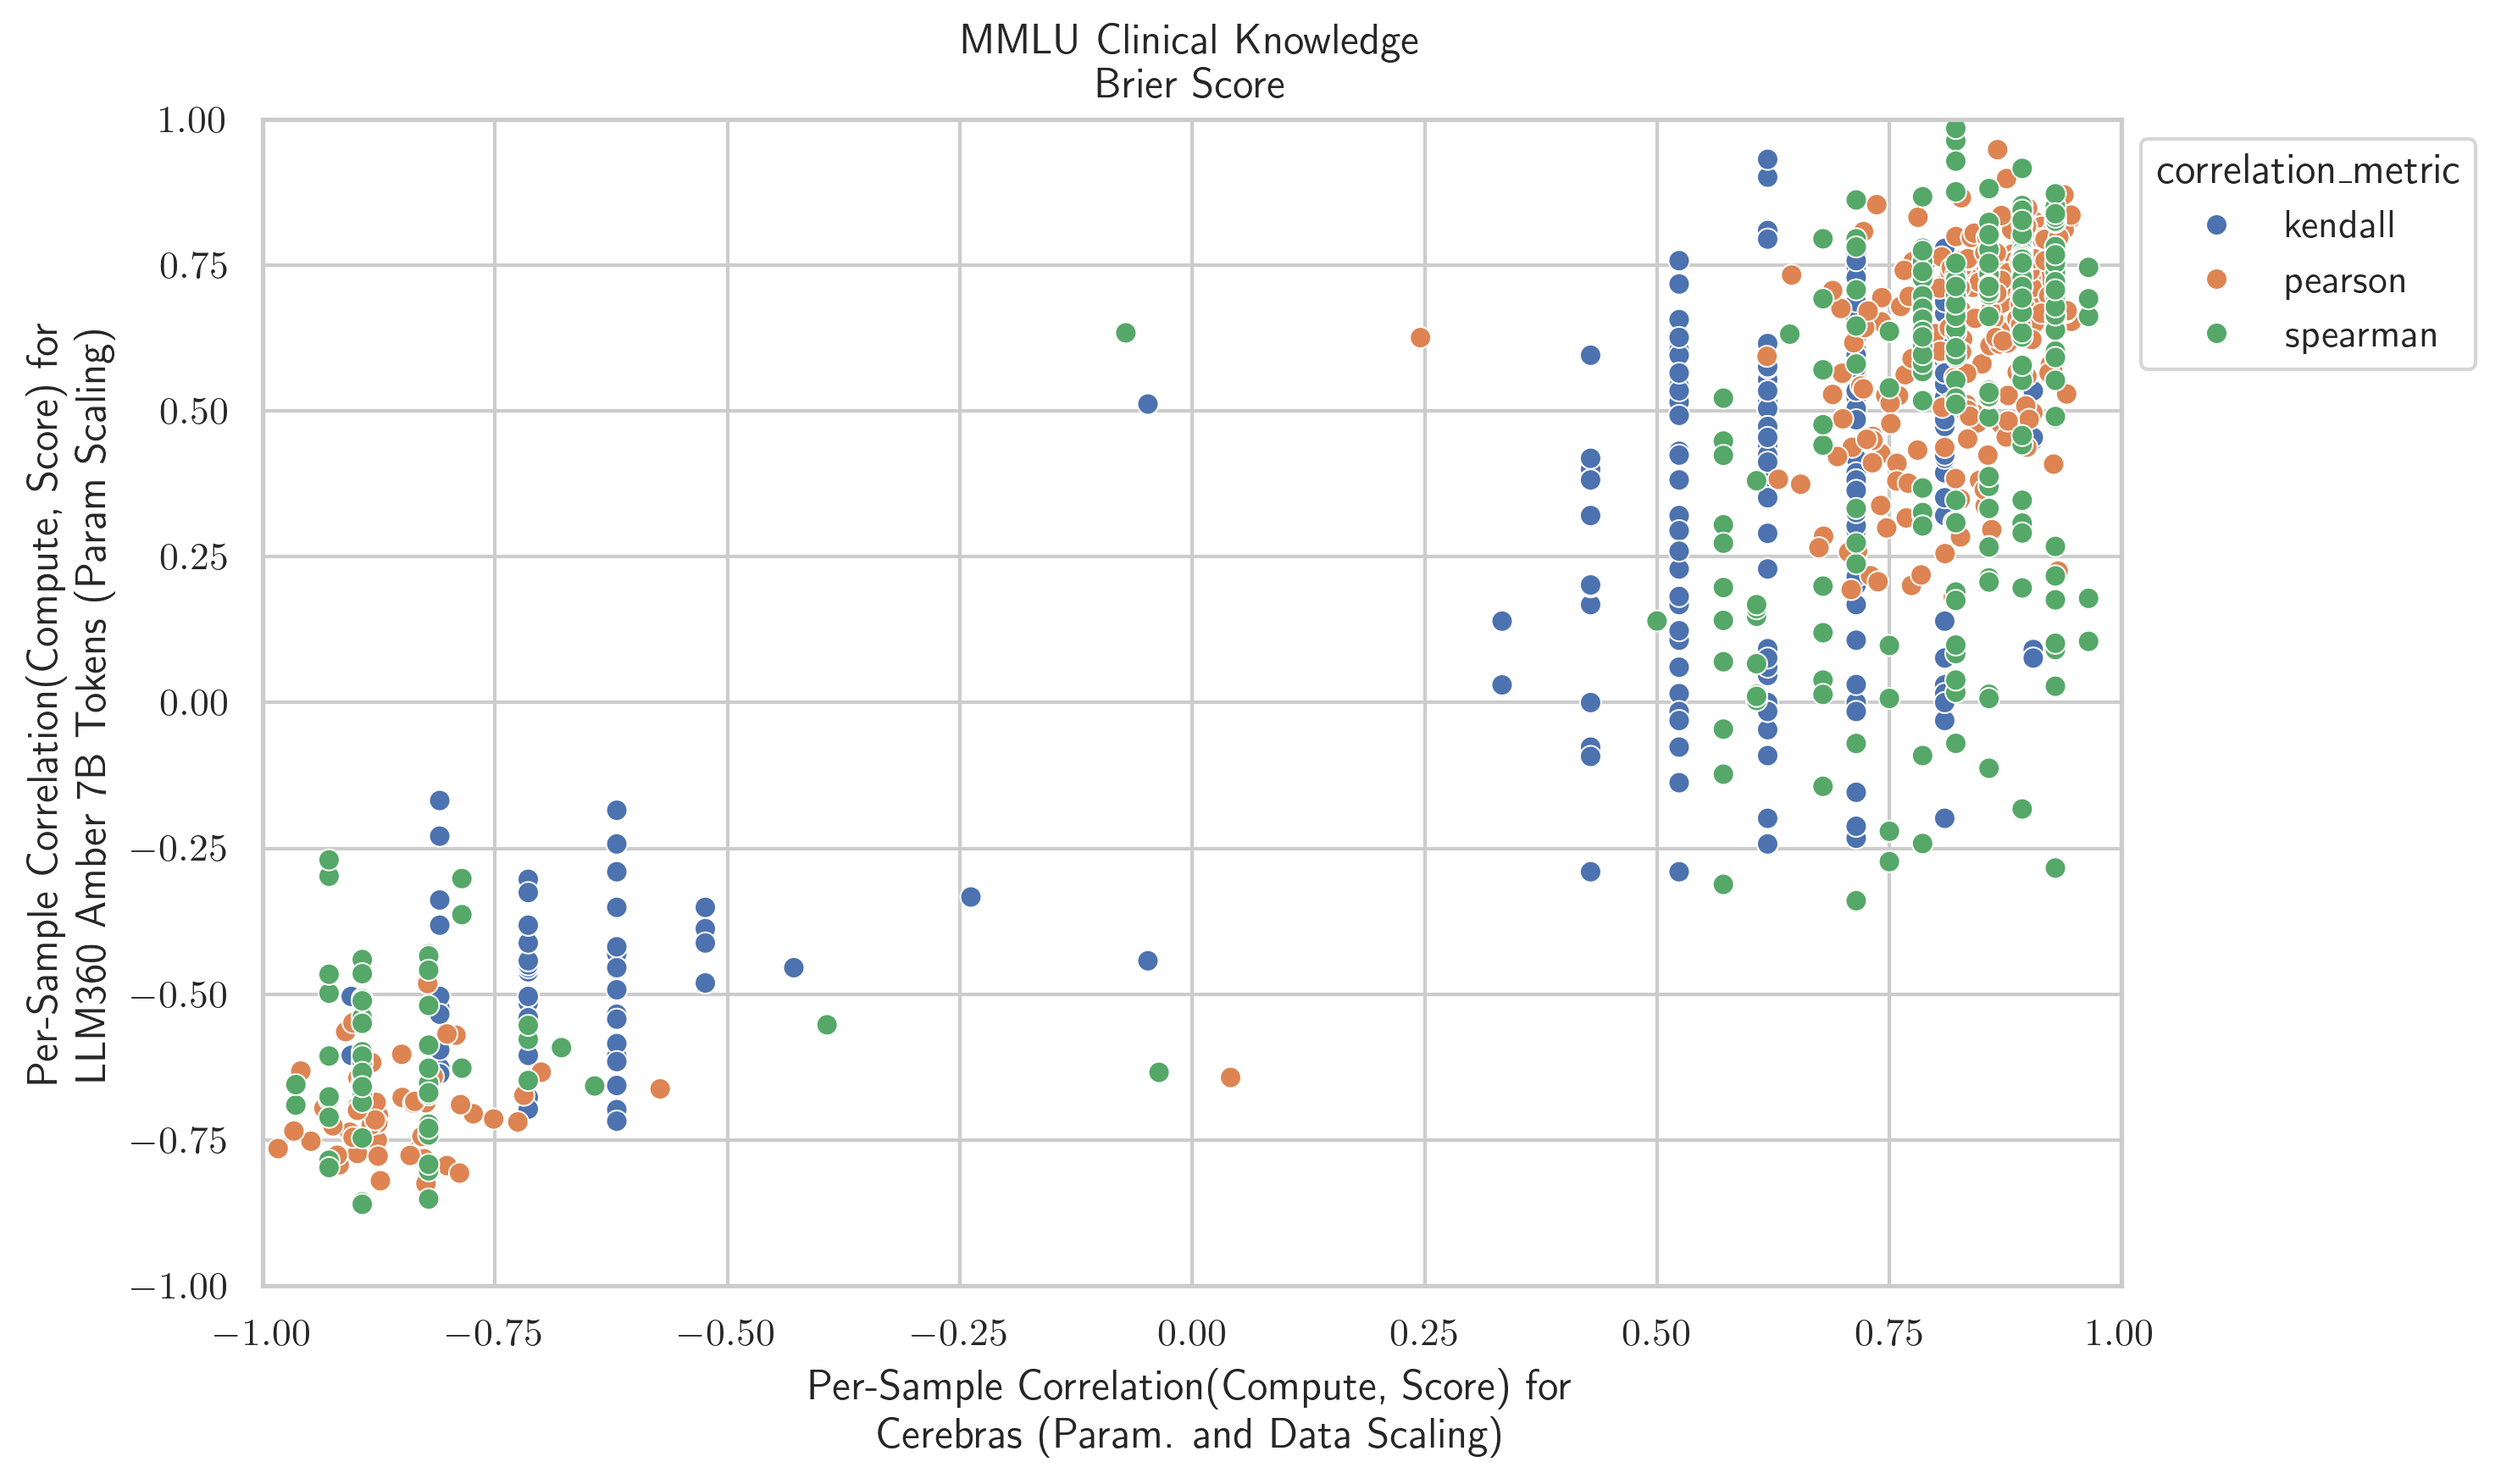 MMLU Clinical Knowledge
Brier Score
1.00
0.75
0.50
0.25
0.00
−0.25
−0.50
−0.75
−1.00
Per-Sample Correlation(Compute, Score) for
LLM360 Amber 7B Tokens (Param Scaling)
−1.00
−0.75
−0.50
−0.25
0.00
0.25
0.50
0.75
1.00
Per-Sample Correlation(Compute, Score) for
Cerebras (Param. and Data Scaling)
correlation_metric
kendall
pearson
spearman